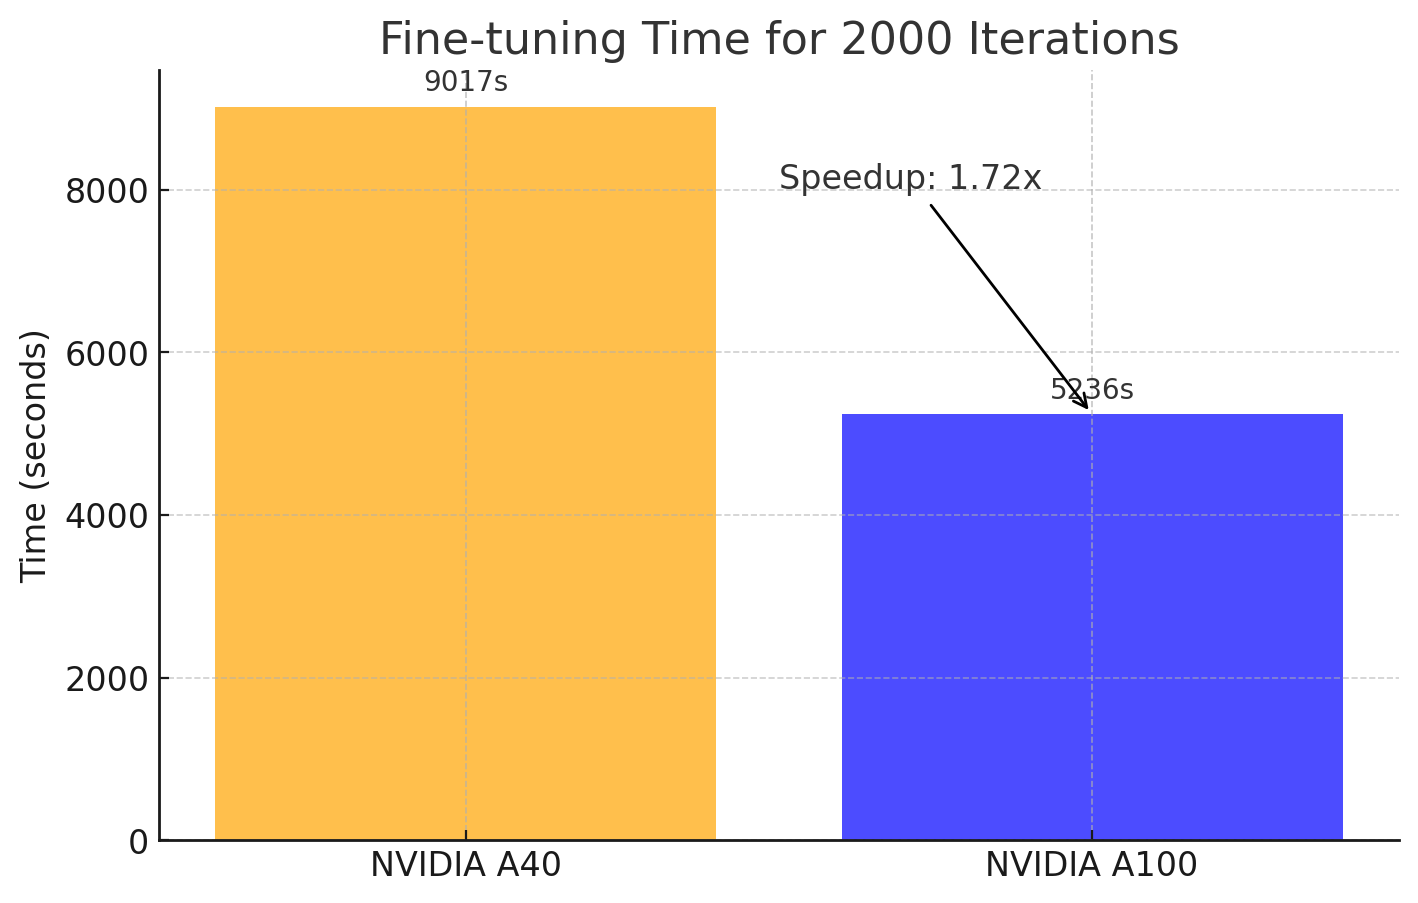 Fine-tuning Time for 2000 Iterations
9017s
Speedup: 1.72x
5236s
Time (seconds)
8000
6000
4000
2000
0
NVIDIA A40
NVIDIA A100